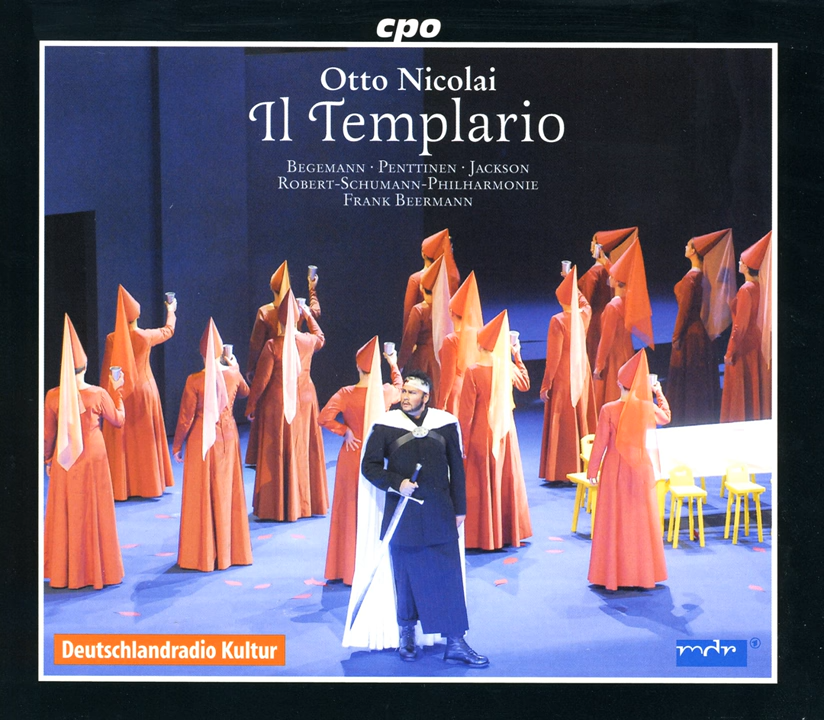 cpo
Otto Nicolai
Il Templario
Begemann · Penttinen · Jackson
Robert-Schumann-Philharmonie
Frank Beermann
Deutschlandradio Kultur
mdr